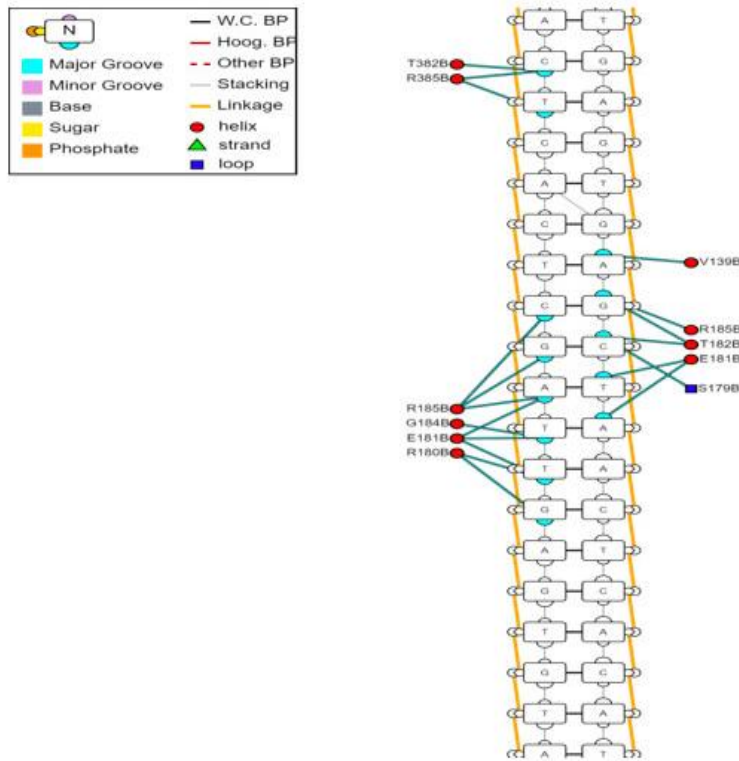 N
Major Groove
Minor Groove
Base
Sugar
Phosphate
W.C. BP
Hoog. BP
Other BP
Stacking
Linkage
helix
strand
loop
A T
T382B C G
R385B
T A
C G
A T
C G
T A V139B
C G
R185B
G C T182B
E181B
A T S179B
R185B
G184B T A
E181B
R180B
T A
G C
A T
G C
T A
G C
T A
A T